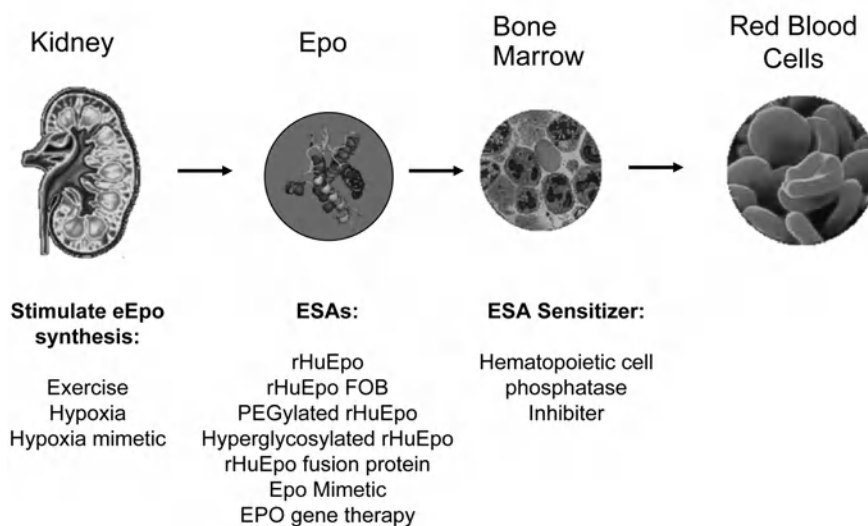 Kidney
Epo
Bone
Marrow
Red Blood
Cells
Stimulate eEpo
synthesis:
Exercise
Hypoxia
Hypoxia mimetic
ESAs:
rHuEpo
rHuEpo FOB
PEGylated rHuEpo
Hyperglycosylated rHuEpo
rHuEpo fusion protein
Epo Mimetic
EPO gene therapy
ESA Sensitizer:
Hematopoietic cell
phosphatase
Inhibiter